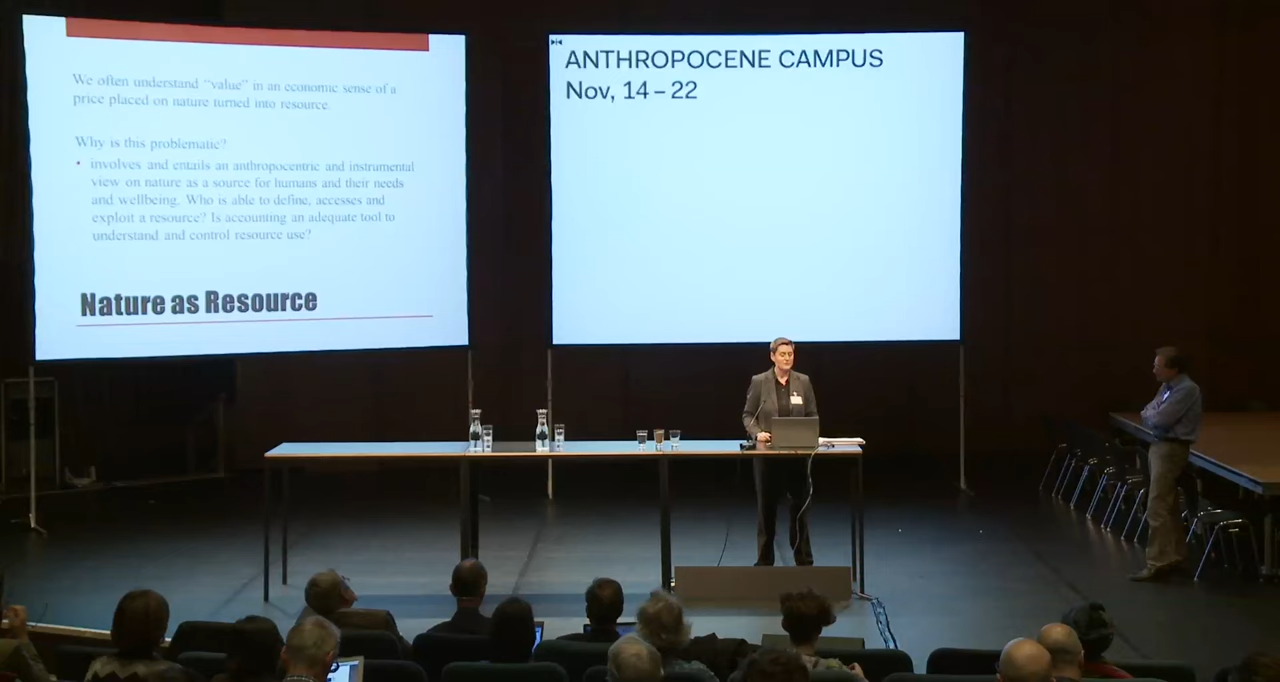 We often understand "value" in an economic sense of a
price placed on nature turned into resource.
Why is this problematic?
• involves and entails an anthropocentric and instrumental
view on nature as a source for humans and their needs
and wellbeing. Who is able to define, accesses and
exploit a resource? Is accounting an adequate tool to
understand and control resource use?
Nature as Resource
ANTHROPOCENE CAMPUS
Nov, 14 – 22